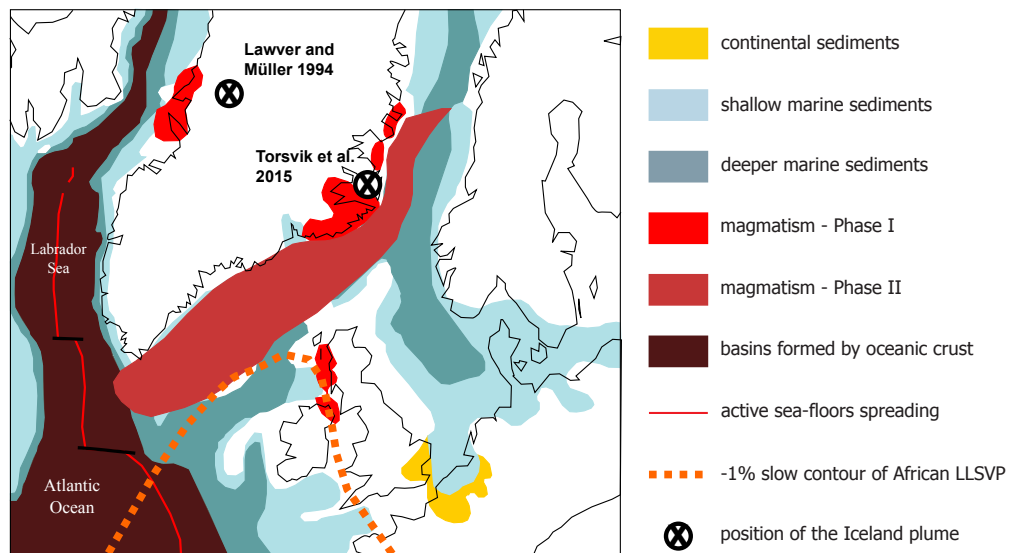 Lawver and
Müller 1994
Torsvik et al.
2015
Labrador
Sea
Atlantic
Ocean
continental sediments
shallow marine sediments
deeper marine sediments
magmatism - Phase I
magmatism - Phase II
basins formed by oceanic crust
active sea-floors spreading
-1% slow contour of African LLSVP
position of the Iceland plume